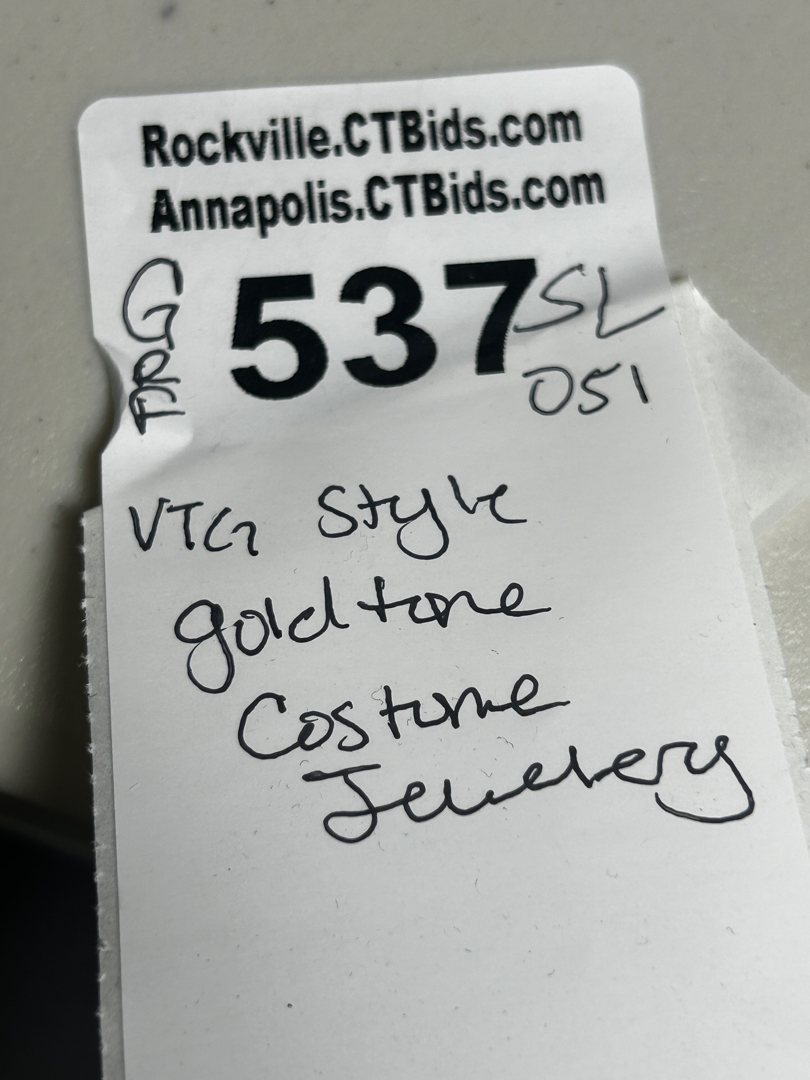 Rockville.CTBids.com
Annapolis.CTBids.com
537
SL
051
VTG Style
goldtone
Costume
Jewelery